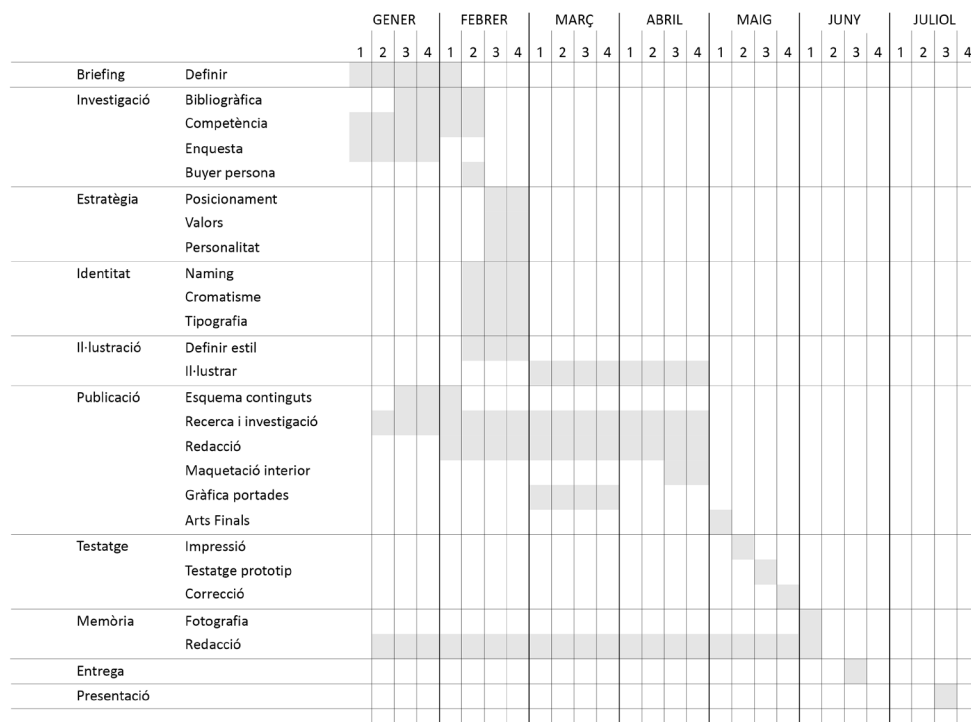 GENER FEBRER MARÇ ABRIL MAIG JUNY JULIOL
1 2 3 4 1 2 3 4 1 2 3 4 1 2 3 4 1 2 3 4 1 2 3 4 1 2 3 4
Briefing Definir
Investigació Bibliogràfica
Competència
Enquesta
Buyer persona
Estratègia Posicionament
Valors
Personalitat
Identitat Naming
Cromatisme
Tipografia
Il·lustració Definir estil
Il·lustrar
Publicació Esquema continguts
Recerca i investigació
Redacció
Maquetació interior
Gràfica portades
Arts Finals
Testatge Impressió
Testatge prototip
Correcció
Memòria Fotografia
Redacció
Entrega
Presentació